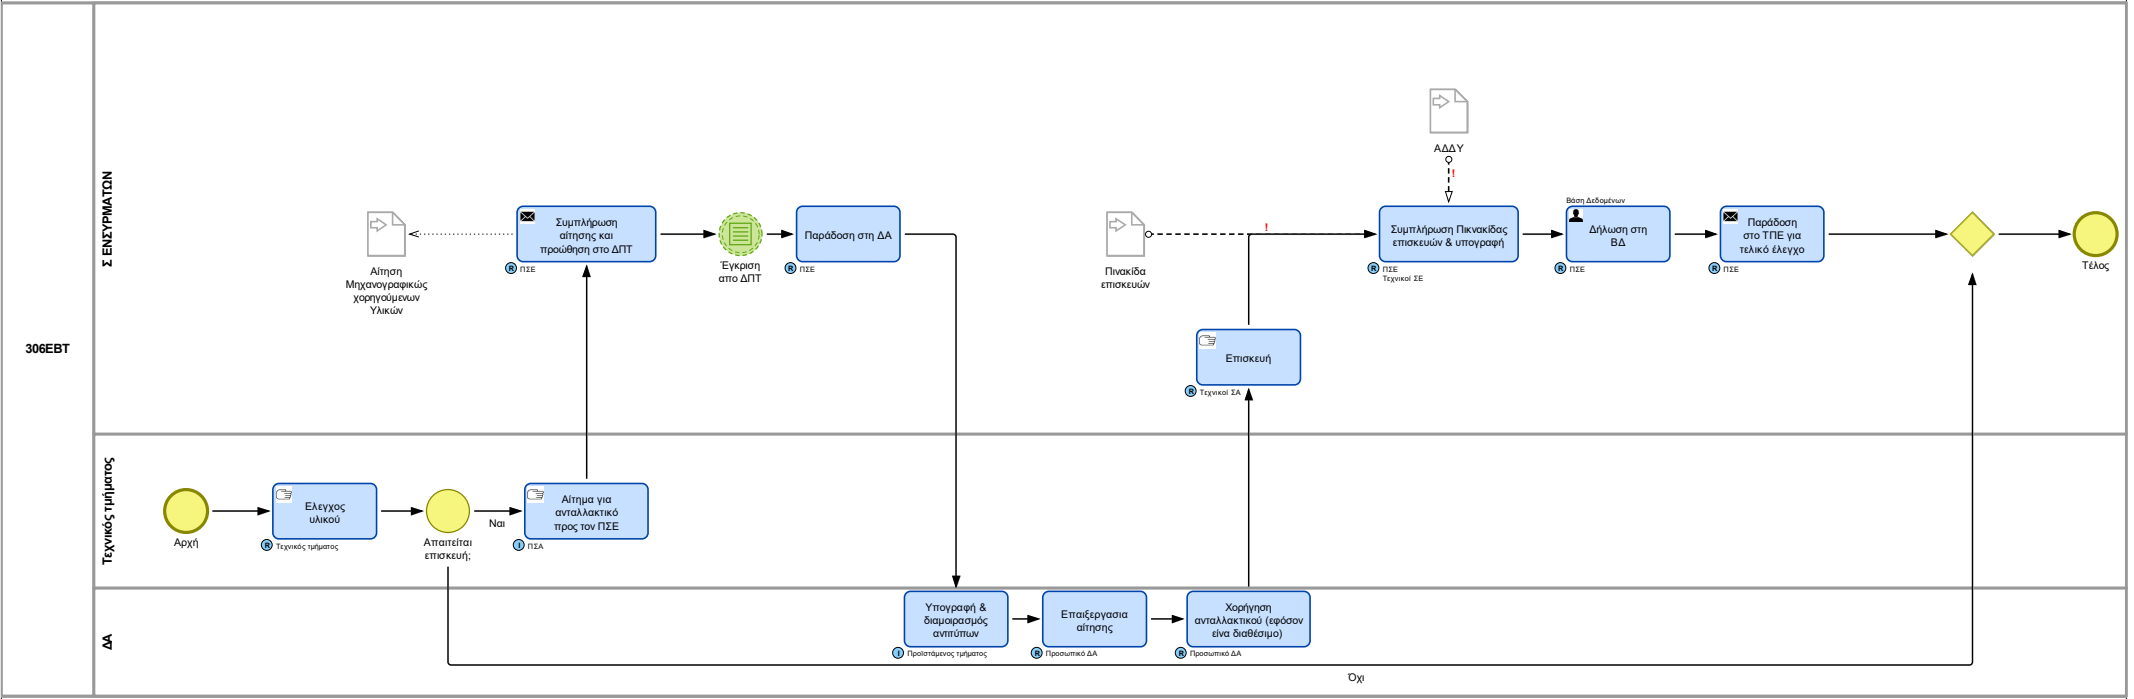 306ΕΒΤ
Σ ΕΝΣΥΡΜΑΤΩΝ
Αίτηση
Μηχανογραφικώς
χορηγούμενων
Υλικών
Συμπλήρωση
αίτησης και
προώθηση στο ΔΠΤ
R ΠΣΕ
Έγκριση
απο ΔΠΤ
Παράδοση στη ΔΑ
R ΠΣΕ
Πινακίδα
επισκευών
!
ΑΔΔΥ
!
Συμπλήρωση Πικνακίδας
επισκευών & υπογραφή
R ΠΣΕ
Τεχνικοί ΣΕ
Βάση Δεδομένων
Δήλωση στη
ΒΔ
R ΠΣΕ
Παράδοση
στο ΤΠΕ για
τελικό έλεγχο
R ΠΣΕ
Τέλος
Επισκευή
R Τεχνικοί ΣΑ
Τεχνικός τμήματος
Αρχή
Ελεγχος
υλικού
R Τεχνικός τμήματος
Απαιτείται
επισκευή;
Ναι
Αίτημα για
ανταλλακτικό
προς τον ΠΣΕ
I ΠΣΑ
ΔΑ
Υπογραφή &
διαμοιρασμός
αντιτύπων
I Προϊστάμενος τμήματος
Επαιξεργασια
αίτησης
R Προσωπικό ΔΑ
Χορήγηση
ανταλλακτικού (εφόσον
είνα διαθέσιμο)
R Προσωπικό ΔΑ
Όχι